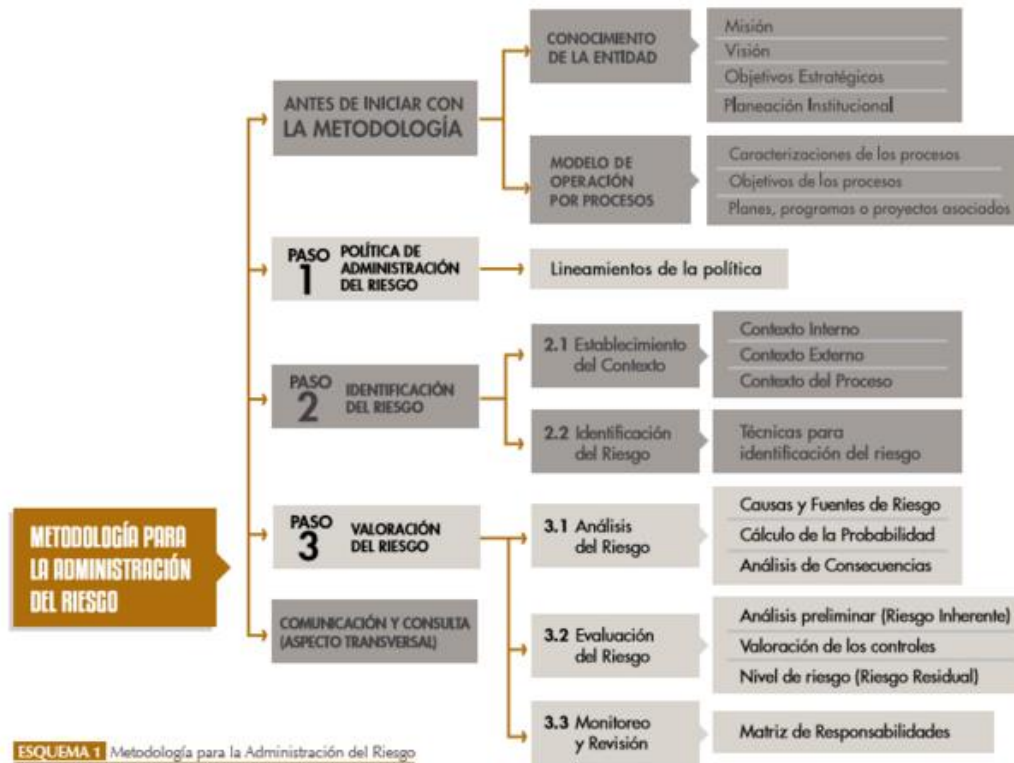 METODOLOGÍA PARA
LA ADMINISTRACIÓN
DEL RIESGO
ANTES DE INICIAR CON
LA METODOLOGÍA
CONOCIMIENTO
DE LA ENTIDAD
Misión
Visión
Objetivos Estratégicos
Planeación Institucional
MODELO DE
OPERACIÓN
POR PROCESOS
Caracterizaciones de los procesos
Objetivos de los procesos
Planes, programas o proyectos asociados
PASO
1
POLÍTICA DE
ADMINISTRACIÓN
DEL RIESGO
Lineamientos de la política
PASO
2
IDENTIFICACIÓN
DEL RIESGO
2.1 Establecimiento
del Contexto
Contexto Interno
Contexto Externo
Contexto del Proceso
2.2 Identificación
del Riesgo
Técnicas para
identificación del riesgo
PASO
3
VALORACIÓN
DEL RIESGO
3.1 Análisis
del Riesgo
Causas y Fuentes de Riesgo
Cálculo de la Probabilidad
Análisis de Consecuencias
3.2 Evaluación
del Riesgo
Análisis preliminar (Riesgo Inherente)
Valoración de los controles
Nivel de riesgo (Riesgo Residual)
3.3 Monitoreo
y Revisión
Matriz de Responsabilidades
COMUNICACIÓN Y CONSULTA
(ASPECTO TRANSVERSAL)
ESQUEMA 1 Metodología para la Administración del Riesgo